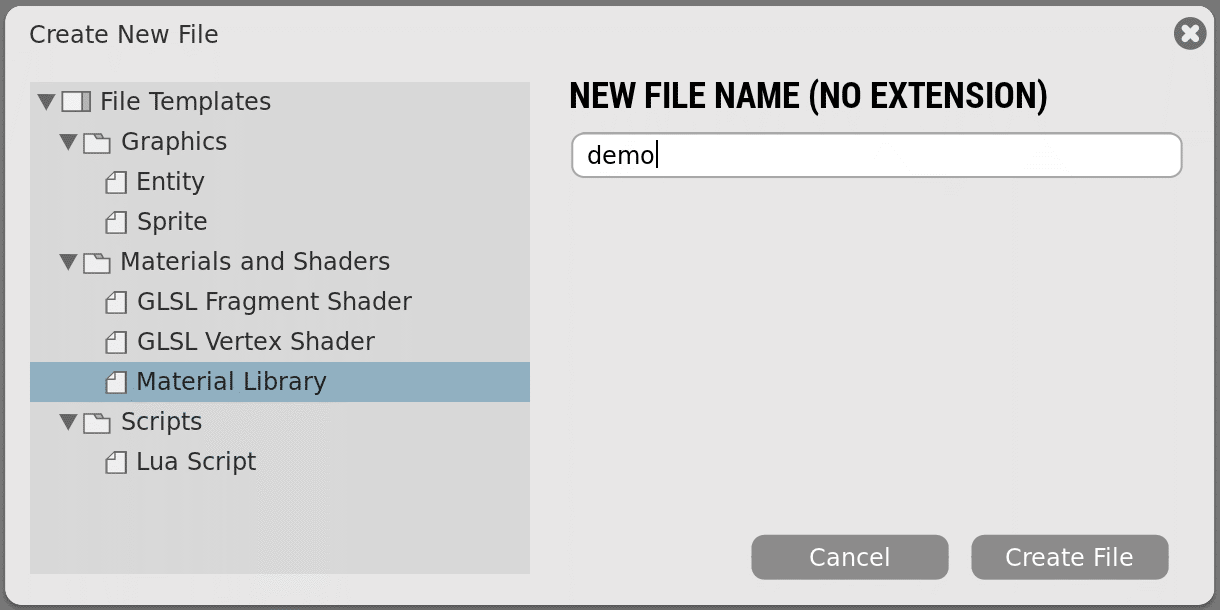 Create New File
File Templates
Graphics
Entity
Sprite
Materials and Shaders
GLSL Fragment Shader
GLSL Vertex Shader
Material Library
Scripts
Lua Script
NEW FILE NAME (NO EXTENSION)
demo
Cancel
Create File